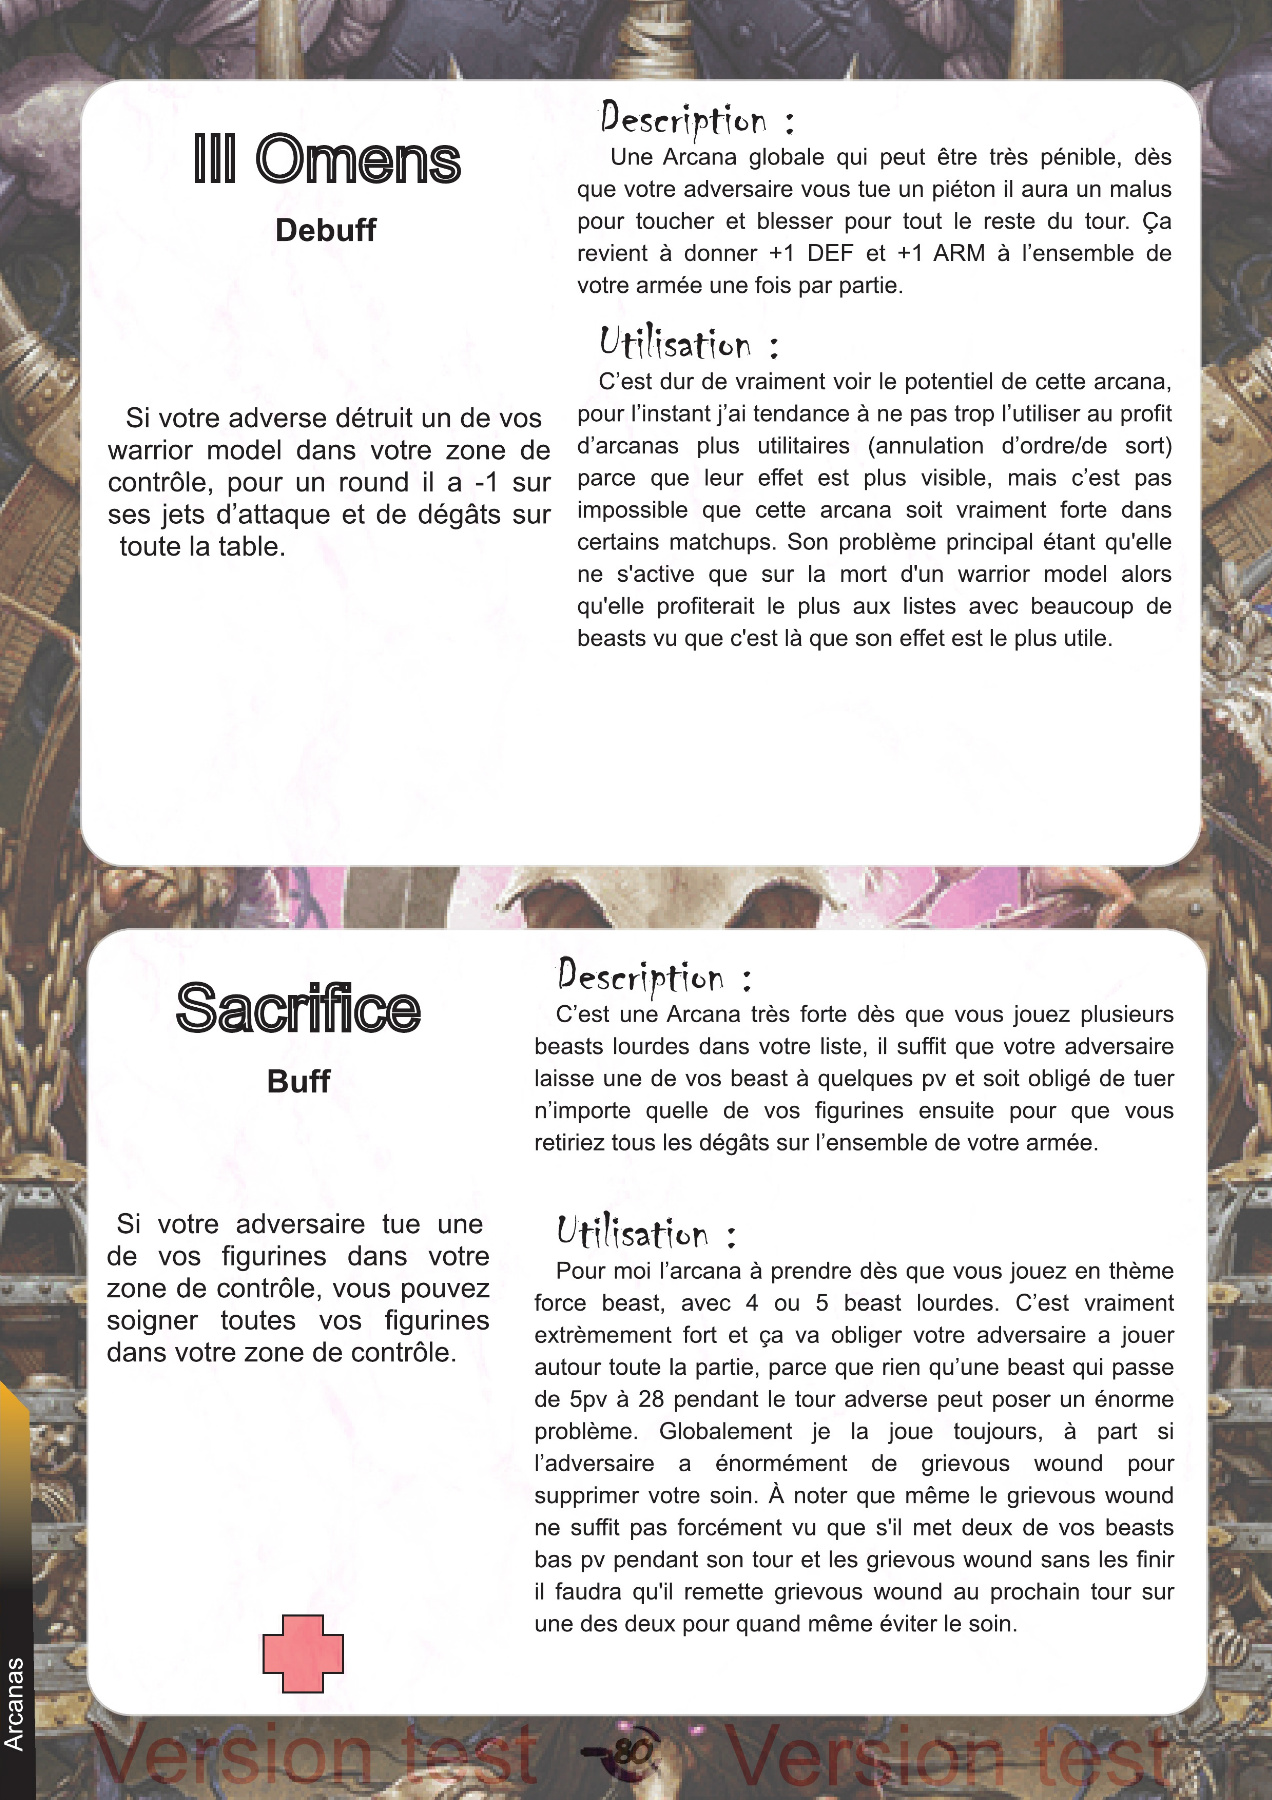 Ill Omens
Debuff
Si votre adverse détruit un de vos
warrior model dans votre zone de
contrôle, pour un round il a -1 sur
ses jets d’attaque et de dégâts sur
toute la table.
Description :
Une Arcana globale qui peut être très pénible, dès
que votre adversaire vous tue un piéton il aura un malus
pour toucher et blesser pour tout le reste du tour. Ça
revient à donner +1 DEF et +1 ARM à l’ensemble de
votre armée une fois par partie.
Utilisation :
C’est dur de vraiment voir le potentiel de cette arcana,
pour l’instant j’ai tendance à ne pas trop l’utiliser au profit
d’arcanas plus utilitaires (annulation d’ordre/de sort)
parce que leur effet est plus visible, mais c’est pas
impossible que cette arcana soit vraiment forte dans
certains matchups. Son problème principal étant qu'elle
ne s'active que sur la mort d'un warrior model alors
qu'elle profiterait le plus aux listes avec beaucoup de
beasts vu que c'est là que son effet est le plus utile.
Sacrifice
Buff
Si votre adversaire tue une
de vos figurines dans votre
zone de contrôle, vous pouvez
soigner toutes vos figurines
dans votre zone de contrôle.
Description :
C’est une Arcana très forte dès que vous jouez plusieurs
beasts lourdes dans votre liste, il suffit que votre adversaire
laisse une de vos beast à quelques pv et soit obligé de tuer
n’importe quelle de vos figurines ensuite pour que vous
retiriez tous les dégâts sur l’ensemble de votre armée.
Utilisation :
Pour moi l’arcana à prendre dès que vous jouez en thème
force beast, avec 4 ou 5 beast lourdes. C’est vraiment
extrèmement fort et ça va obliger votre adversaire a jouer
autour toute la partie, parce que rien qu’une beast qui passe
de 5pv à 28 pendant le tour adverse peut poser un énorme
problème. Globalement je la joue toujours, à part si
l’adversaire a énormément de grievous wound pour
supprimer votre soin. À noter que même le grievous wound
ne suffit pas forcément vu que s'il met deux de vos beasts
bas pv pendant son tour et les grievous wound sans les finir
il faudra qu'il remette grievous wound au prochain tour sur
une des deux pour quand même éviter le soin.
Arcanas
Version test
80
Version test